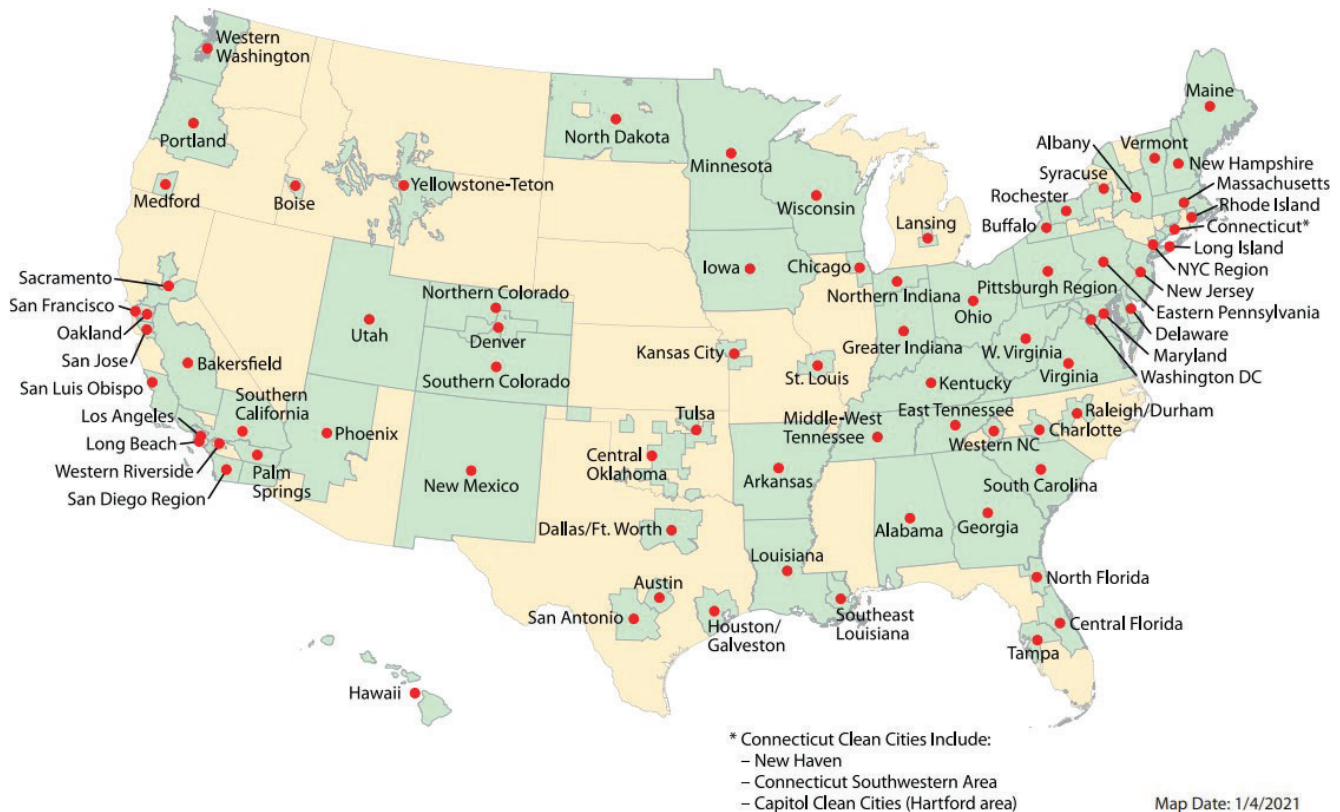 Western
Washington
Portland
Medford
Boise
Yellowstone-Teton
North Dakota
Minnesota
Wisconsin
Iowa
Chicago
Lansing
Northern Indiana
Greater Indiana
Ohio
Maine
Albany
Vermont
Syracuse
New Hampshire
Rochester
Massachusetts
Rhode Island
Buffalo
Connecticut*
Long Island
NYC Region
Pittsburgh Region
New Jersey
Eastern Pennsylvania
Delaware
Maryland
Washington DC
W. Virginia
Virginia
Kentucky
Sacramento
San Francisco
Oakland
San Jose
Bakersfield
San Luis Obispo
Southern
California
Los Angeles
Long Beach
Western Riverside
San Diego Region
Palm
Springs
Utah
Northern Colorado
Denver
Southern Colorado
Phoenix
New Mexico
Kansas City
St. Louis
Tulsa
Central
Oklahoma
Middle-West
Tennessee
East Tennessee
Western NC
Raleigh/Durham
Charlotte
Arkansas
South Carolina
Alabama
Georgia
Dallas/Ft. Worth
Austin
San Antonio
Houston/
Galveston
Louisiana
Southeast
Louisiana
North Florida
Central Florida
Tampa
Hawaii
* Connecticut Clean Cities Include:
– New Haven
– Connecticut Southwestern Area
– Capitol Clean Cities (Hartford area)
Map Date: 1/4/2021